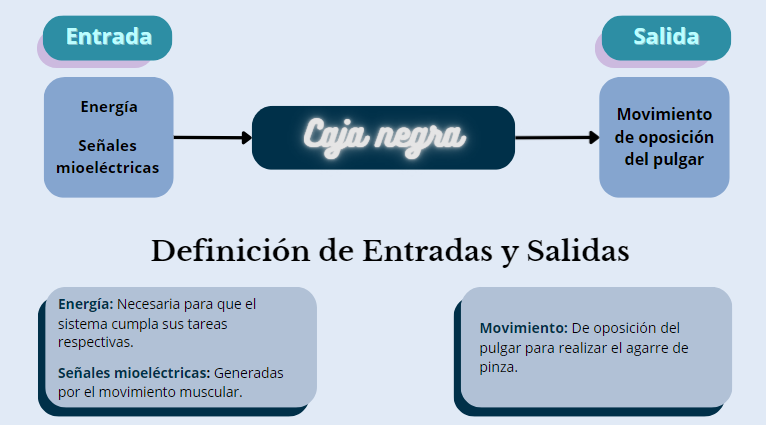 Entrada
Salida
Energía
Señales
mioeléctricas
Caja negra
Movimiento
de oposición
del pulgar
Definición de Entradas y Salidas
Energía: Necesaria para que el
sistema cumpla sus tareas
respectivas.
Señales mioeléctricas: Generadas
por el movimiento muscular.
Movimiento: De oposición del
pulgar para realizar el agarre de
pinza.